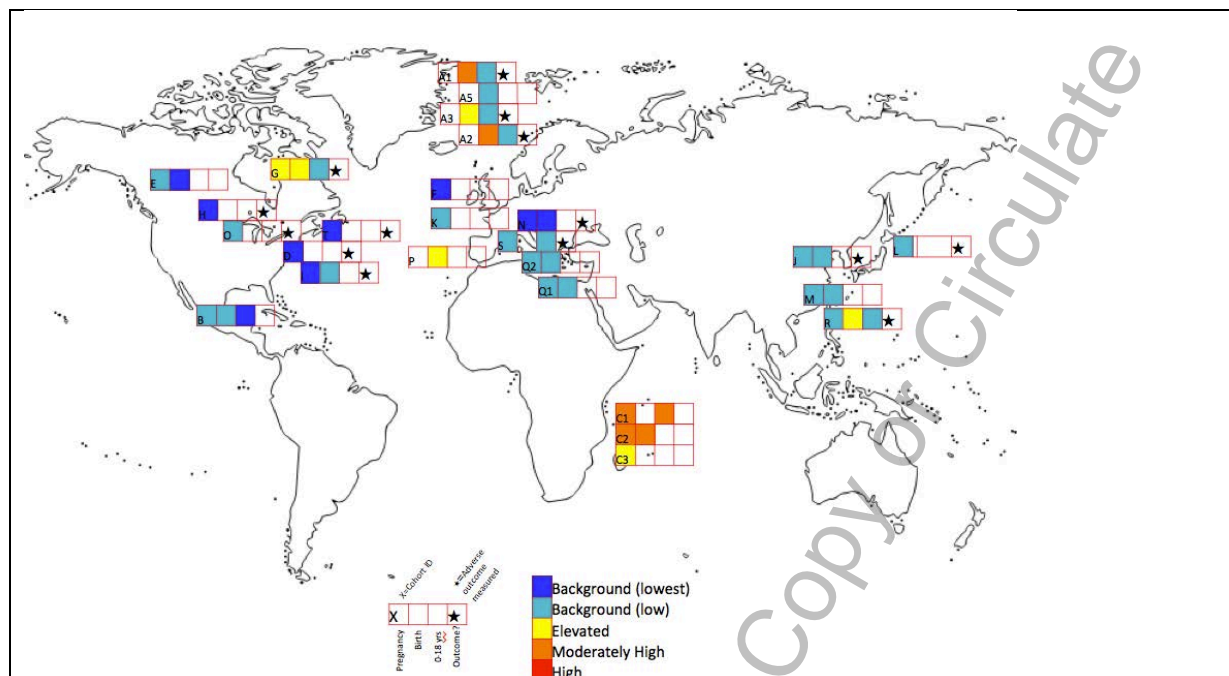 A1
A5
A3
A2
E
G
H
F
O
T
K
N
D
S
P
I
Q2
Q1
B
J
L
M
R
C1
C2
C3
X=Cohort ID
★=Adverse
outcome
measured
X
★
Pregnancy
Birth
0-18 yrs
Outcome?
Background (lowest)
Background (low)
Elevated
Moderately High
High
Copy or Circulate